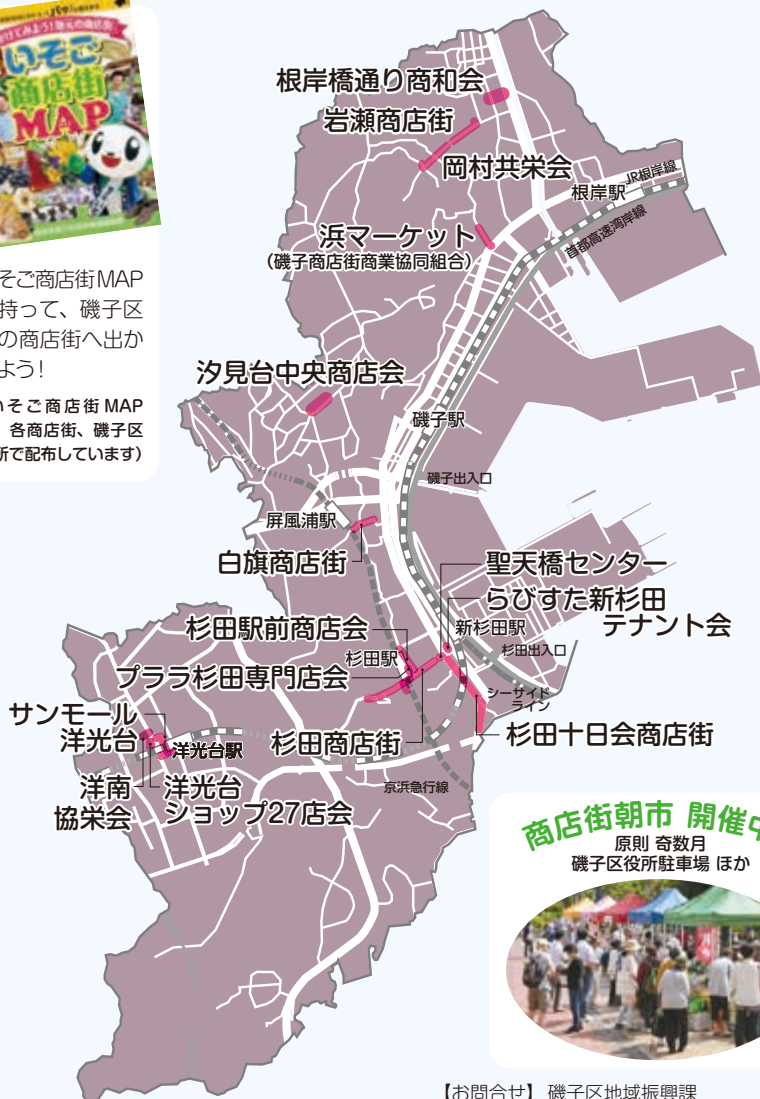 いそご
商店街
MAP
そご商店街MAP
持って、磯子区
の商店街へ出か
よう!
いそご商店街 MAP
各商店街、磯子区
所で配布しています)
根岸橋通り商和会
岩瀬商店街
岡村共栄会
根岸駅
JR根岸線
首都高速湾岸線
浜マーケット
(磯子商店街商業協同組合)
汐見台中央商店会
磯子駅
磯子出入口
屏風浦駅
白旗商店街
聖天橋センター
らびすた新杉田
テナント会
新杉田駅
杉田出入口
杉田駅前商店会
杉田駅
プララ杉田専門店会
シーサイド
ライン
サンモール
洋光台
洋光台駅
杉田商店街
杉田十日会商店街
洋南
協栄会
洋光台
ショップ27店会
京浜急行線
商店街朝市 開催中
原則 奇数月
磯子区役所駐車場 ほか
【お問合せ】 磯子区地域振興課